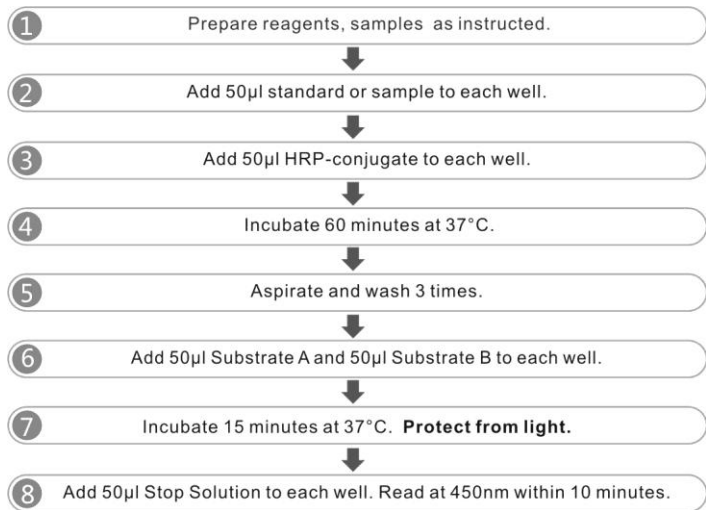 1 Prepare reagents, samples as instructed.
2 Add 50μl standard or sample to each well.
3 Add 50μl HRP-conjugate to each well.
4 Incubate 60 minutes at 37°C.
5 Aspirate and wash 3 times.
6 Add 50μl Substrate A and 50μl Substrate B to each well.
7 Incubate 15 minutes at 37°C. Protect from light.
8 Add 50μl Stop Solution to each well. Read at 450nm within 10 minutes.